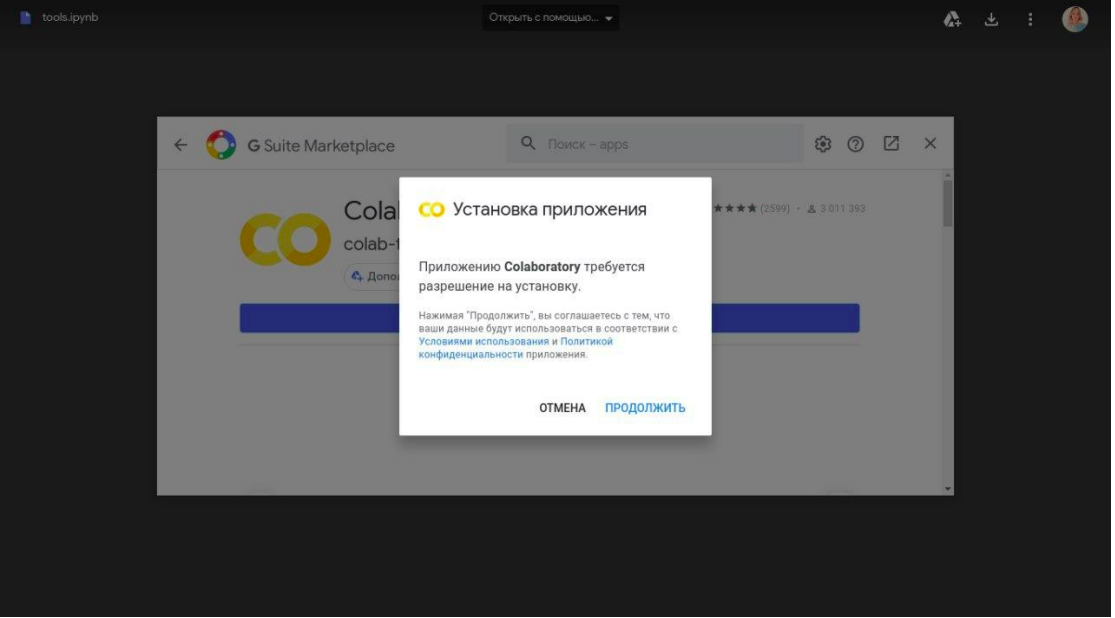 tools.ipynb
Открыть с помощью...
G Suite Marketplace
Поиск – apps
Установка приложения
(2599)
3 011 393
Приложению Colaboratory требуется
разрешение на установку.
Нажимая "Продолжить", вы соглашаетесь с тем, что
ваши данные будут использоваться в соответствии с
Условиями использования и Политикой
конфиденциальности приложения.
ОТМЕНА ПРОДОЛЖИТЬ